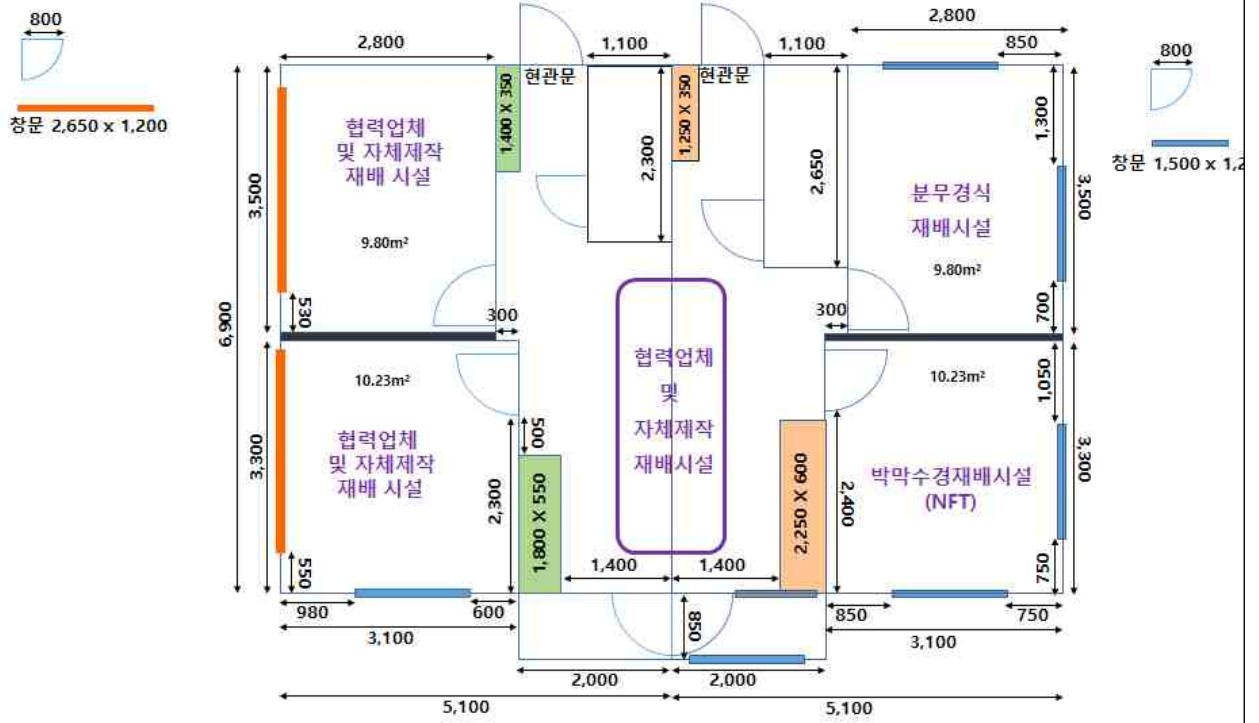 800
창문 2,650 x 1,200
800
창문 1,500 x 1,2
2,800
1,100
1,100
2,800
850
현관문
현관문
1,400 X 350
1,250 X 350
협력업체
및 자체제작
재배 시설
9.80m²
2,300
2,650
1,300
분무경식
재배시설
9.80m²
3,500
3,500
6,900
530
300
300
700
10.23m²
협력업체
및 자체제작
재배 시설
협력업체
및
자체제작
재배시설
10.23m²
1,050
박막수경재배시설
(NFT)
3,300
3,300
500
2,300
1,800 X 550
2,250 X 600
2,400
1,400
1,400
550
750
980
600
850
850
750
3,100
3,100
2,000
2,000
5,100
5,100